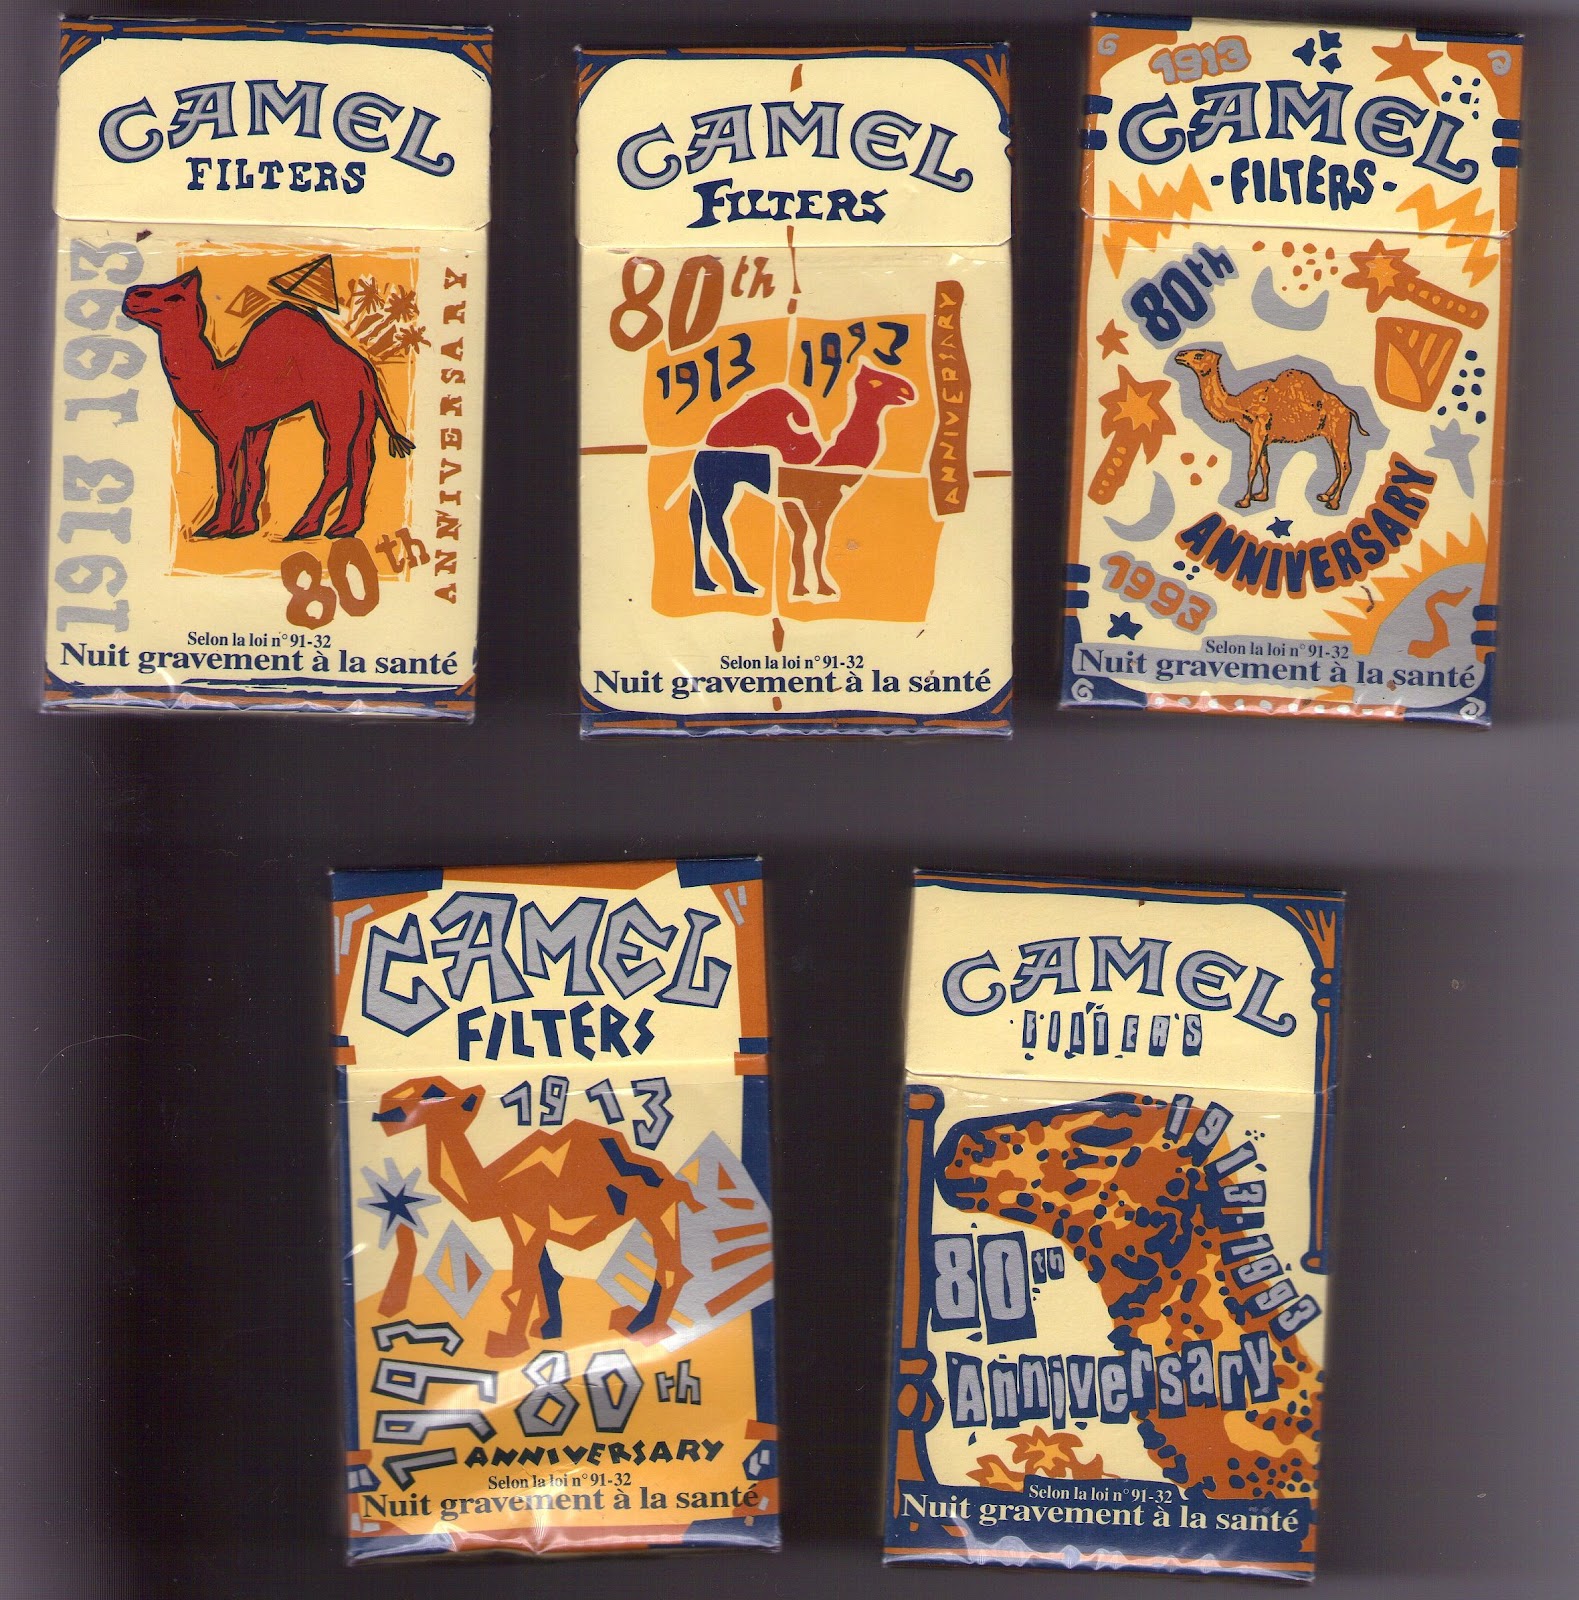 CAMEL
FILTERS
1913 1993
ANNIVERSARY
80th
Selon la loi n° 91-32
Nuit gravement à la santé
CAMEL
FILTERS
80th
1913 1993
ANNIVERSARY
Selon la loi n° 91-32
Nuit gravement à la santé
1913
CAMEL
-FILTERS-
80th
ANNIVERSARY
1993
Selon la loi n° 91-32
Nuit gravement à la santé
CAMEL
FILTERS
1913
1993
80th
ANNIVERSARY
Selon la loi n° 91-32
Nuit gravement à la santé
CAMEL
FILTERS
1913-1993
80th
Anniversary
Selon la loi n° 91-32
Nuit gravement à la santé